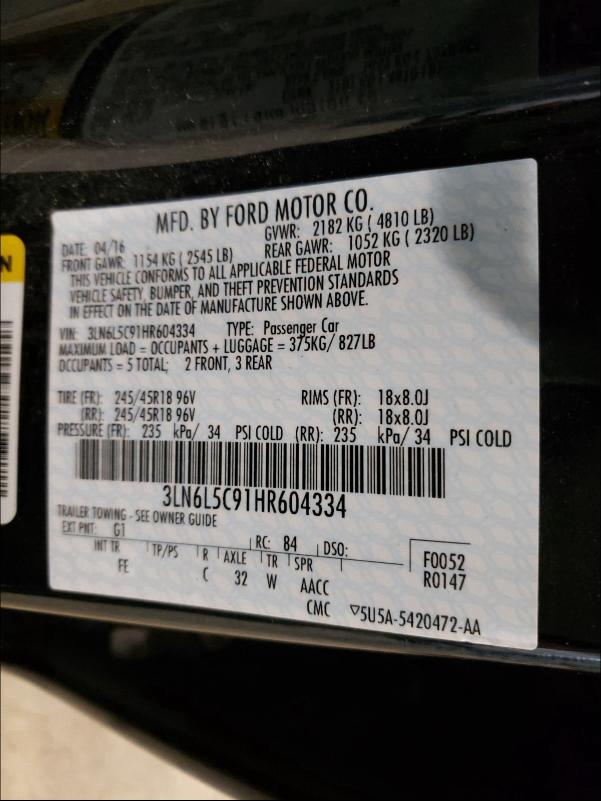 MFD. BY FORD MOTOR CO.
DATE: 04/16 GVWR: 2182 KG ( 4810 LB)
FRONT GAWR: 1154 KG ( 2545 LB) REAR GAWR: 1052 KG ( 2320 LB)
THIS VEHICLE CONFORMS TO ALL APPLICABLE FEDERAL MOTOR
VEHICLE SAFETY, BUMPER, AND THEFT PREVENTION STANDARDS
IN EFFECT ON THE DATE OF MANUFACTURE SHOWN ABOVE.
VIN: 3LN6L5C91HR604334 TYPE: Passenger Car
MAXIMUM LOAD = OCCUPANTS + LUGGAGE = 375KG/ 827LB
OCCUPANTS = 5 TOTAL; 2 FRONT, 3 REAR
TIRE (FR): 245/45R18 96V RIMS (FR): 18x8.0J
(RR): 245/45R18 96V (RR): 18x8.0J
PRESSURE (FR): 235 kPa/ 34 PSI COLD (RR): 235 kPa/ 34 PSI COLD
3LN6L5C91HR604334
TRAILER TOWING - SEE OWNER GUIDE
EXT PNT: G1 RC: 84 DSO: F0052
INT TR TP/PS R AXLE TR SPR R0147
FE C 32 W AACC
CMC ▽5U5A-5420472-AA
N